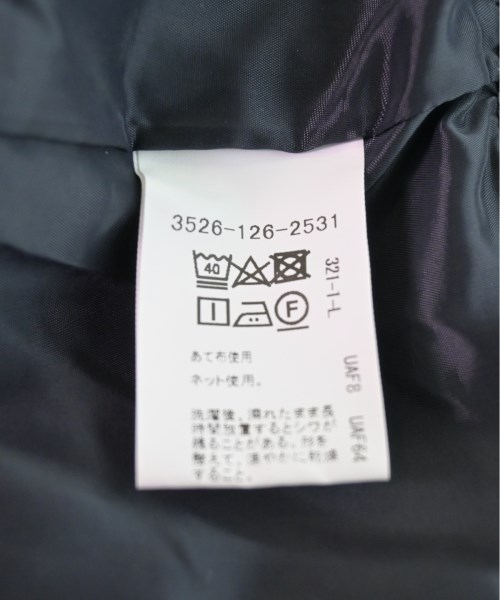 3526-126-2531
40
F
あて布使用
ネット使用。
洗濯後、濡れたまま長
時間放置するとシワが
残ることがある。形を
整えて、速やかに乾燥
すること。
321-1-L
UAF8 UAF64